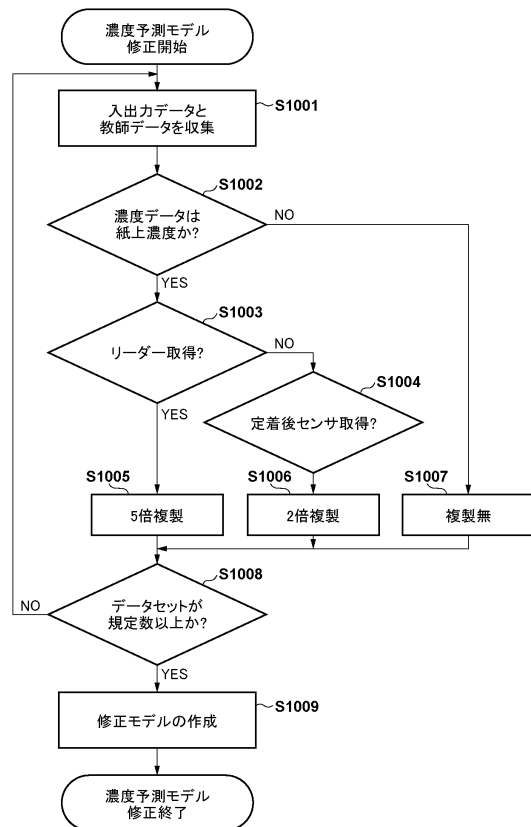 濃度予測モデル
修正開始
S1001
入出力データと
教師データを収集
S1002
濃度データは
紙上濃度か?
NO
YES
S1003
リーダー取得?
NO
YES
S1004
定着後センサ取得?
S1005
5倍複製
S1006
2倍複製
S1007
複製無
S1008
データセットが
規定数以上か?
NO
YES
S1009
修正モデルの作成
濃度予測モデル
修正終了